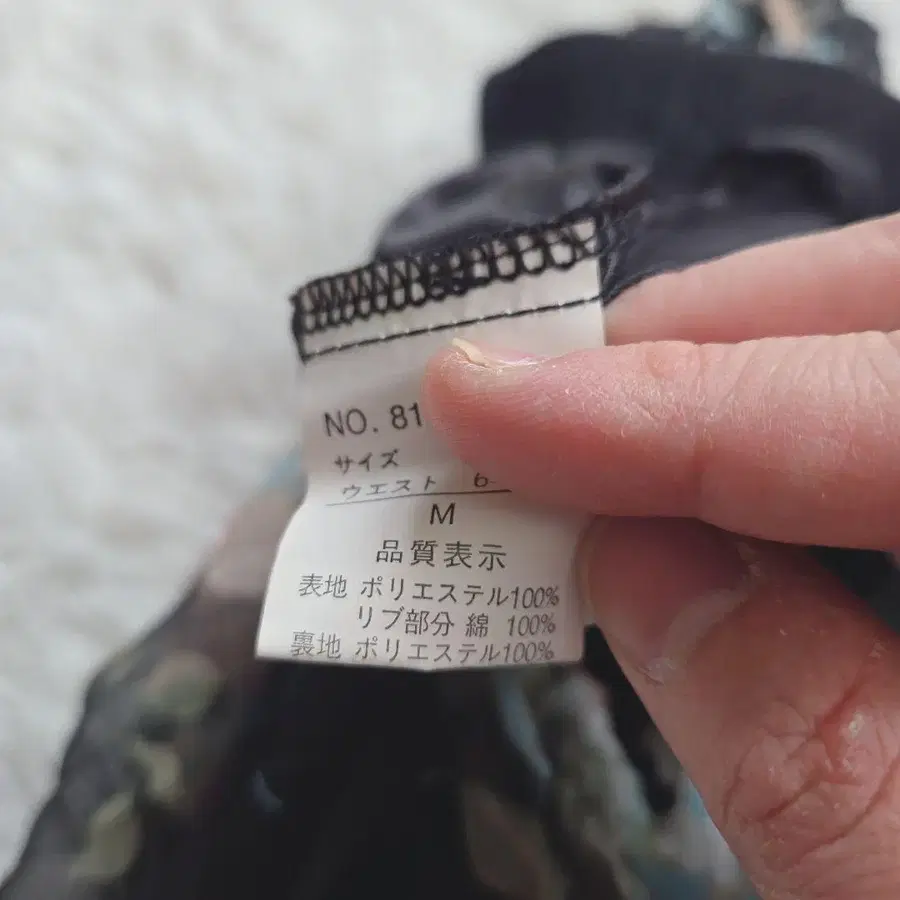 NO. 81
サイズ
ウエスト 6
M
品質表示
表地 ポリエステル100%
リブ部分 綿 100%
裏地 ポリエステル100%